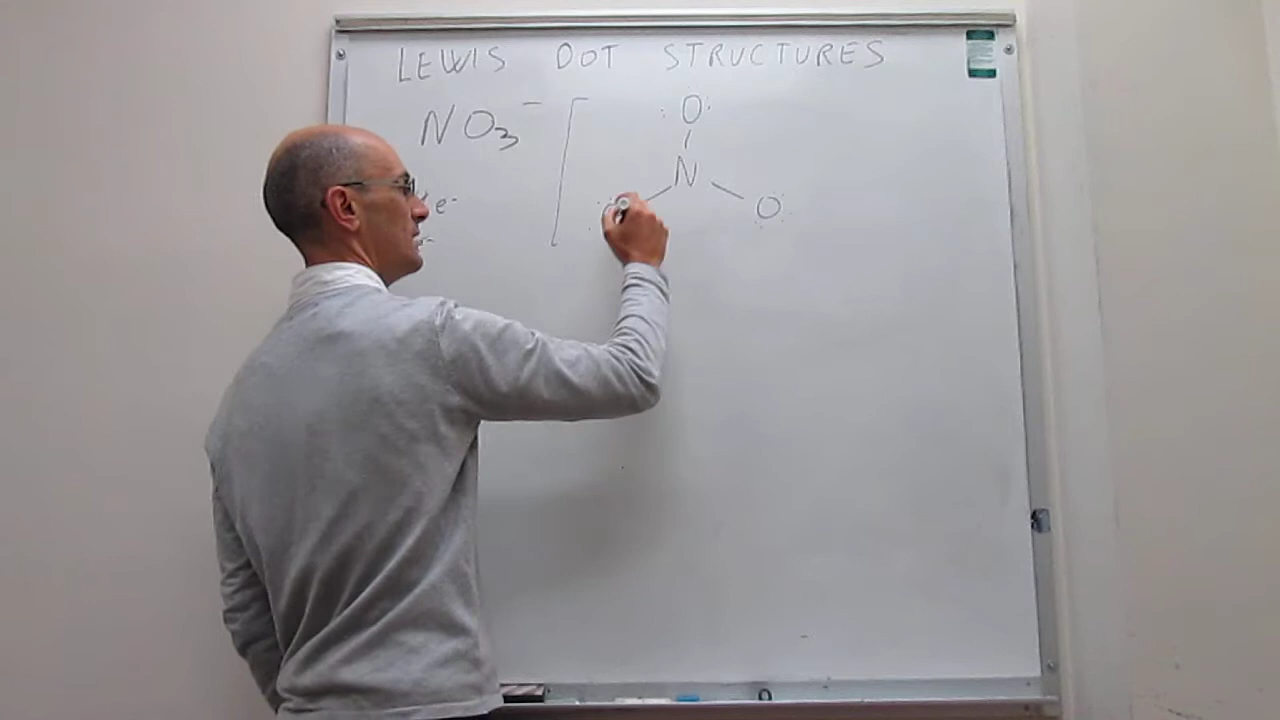 LEWIS DOT STRUCTURES
NO₃⁻ [ O
N
O
e-
e-